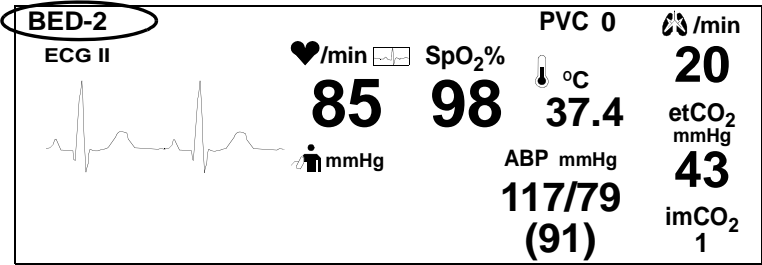 BED-2
ECG II
/min
85
mmHg
SpO₂%
98
PVC 0
°C
37.4
ABP mmHg
117/79
(91)
/min
20
etCO₂
mmHg
43
imCO₂
1